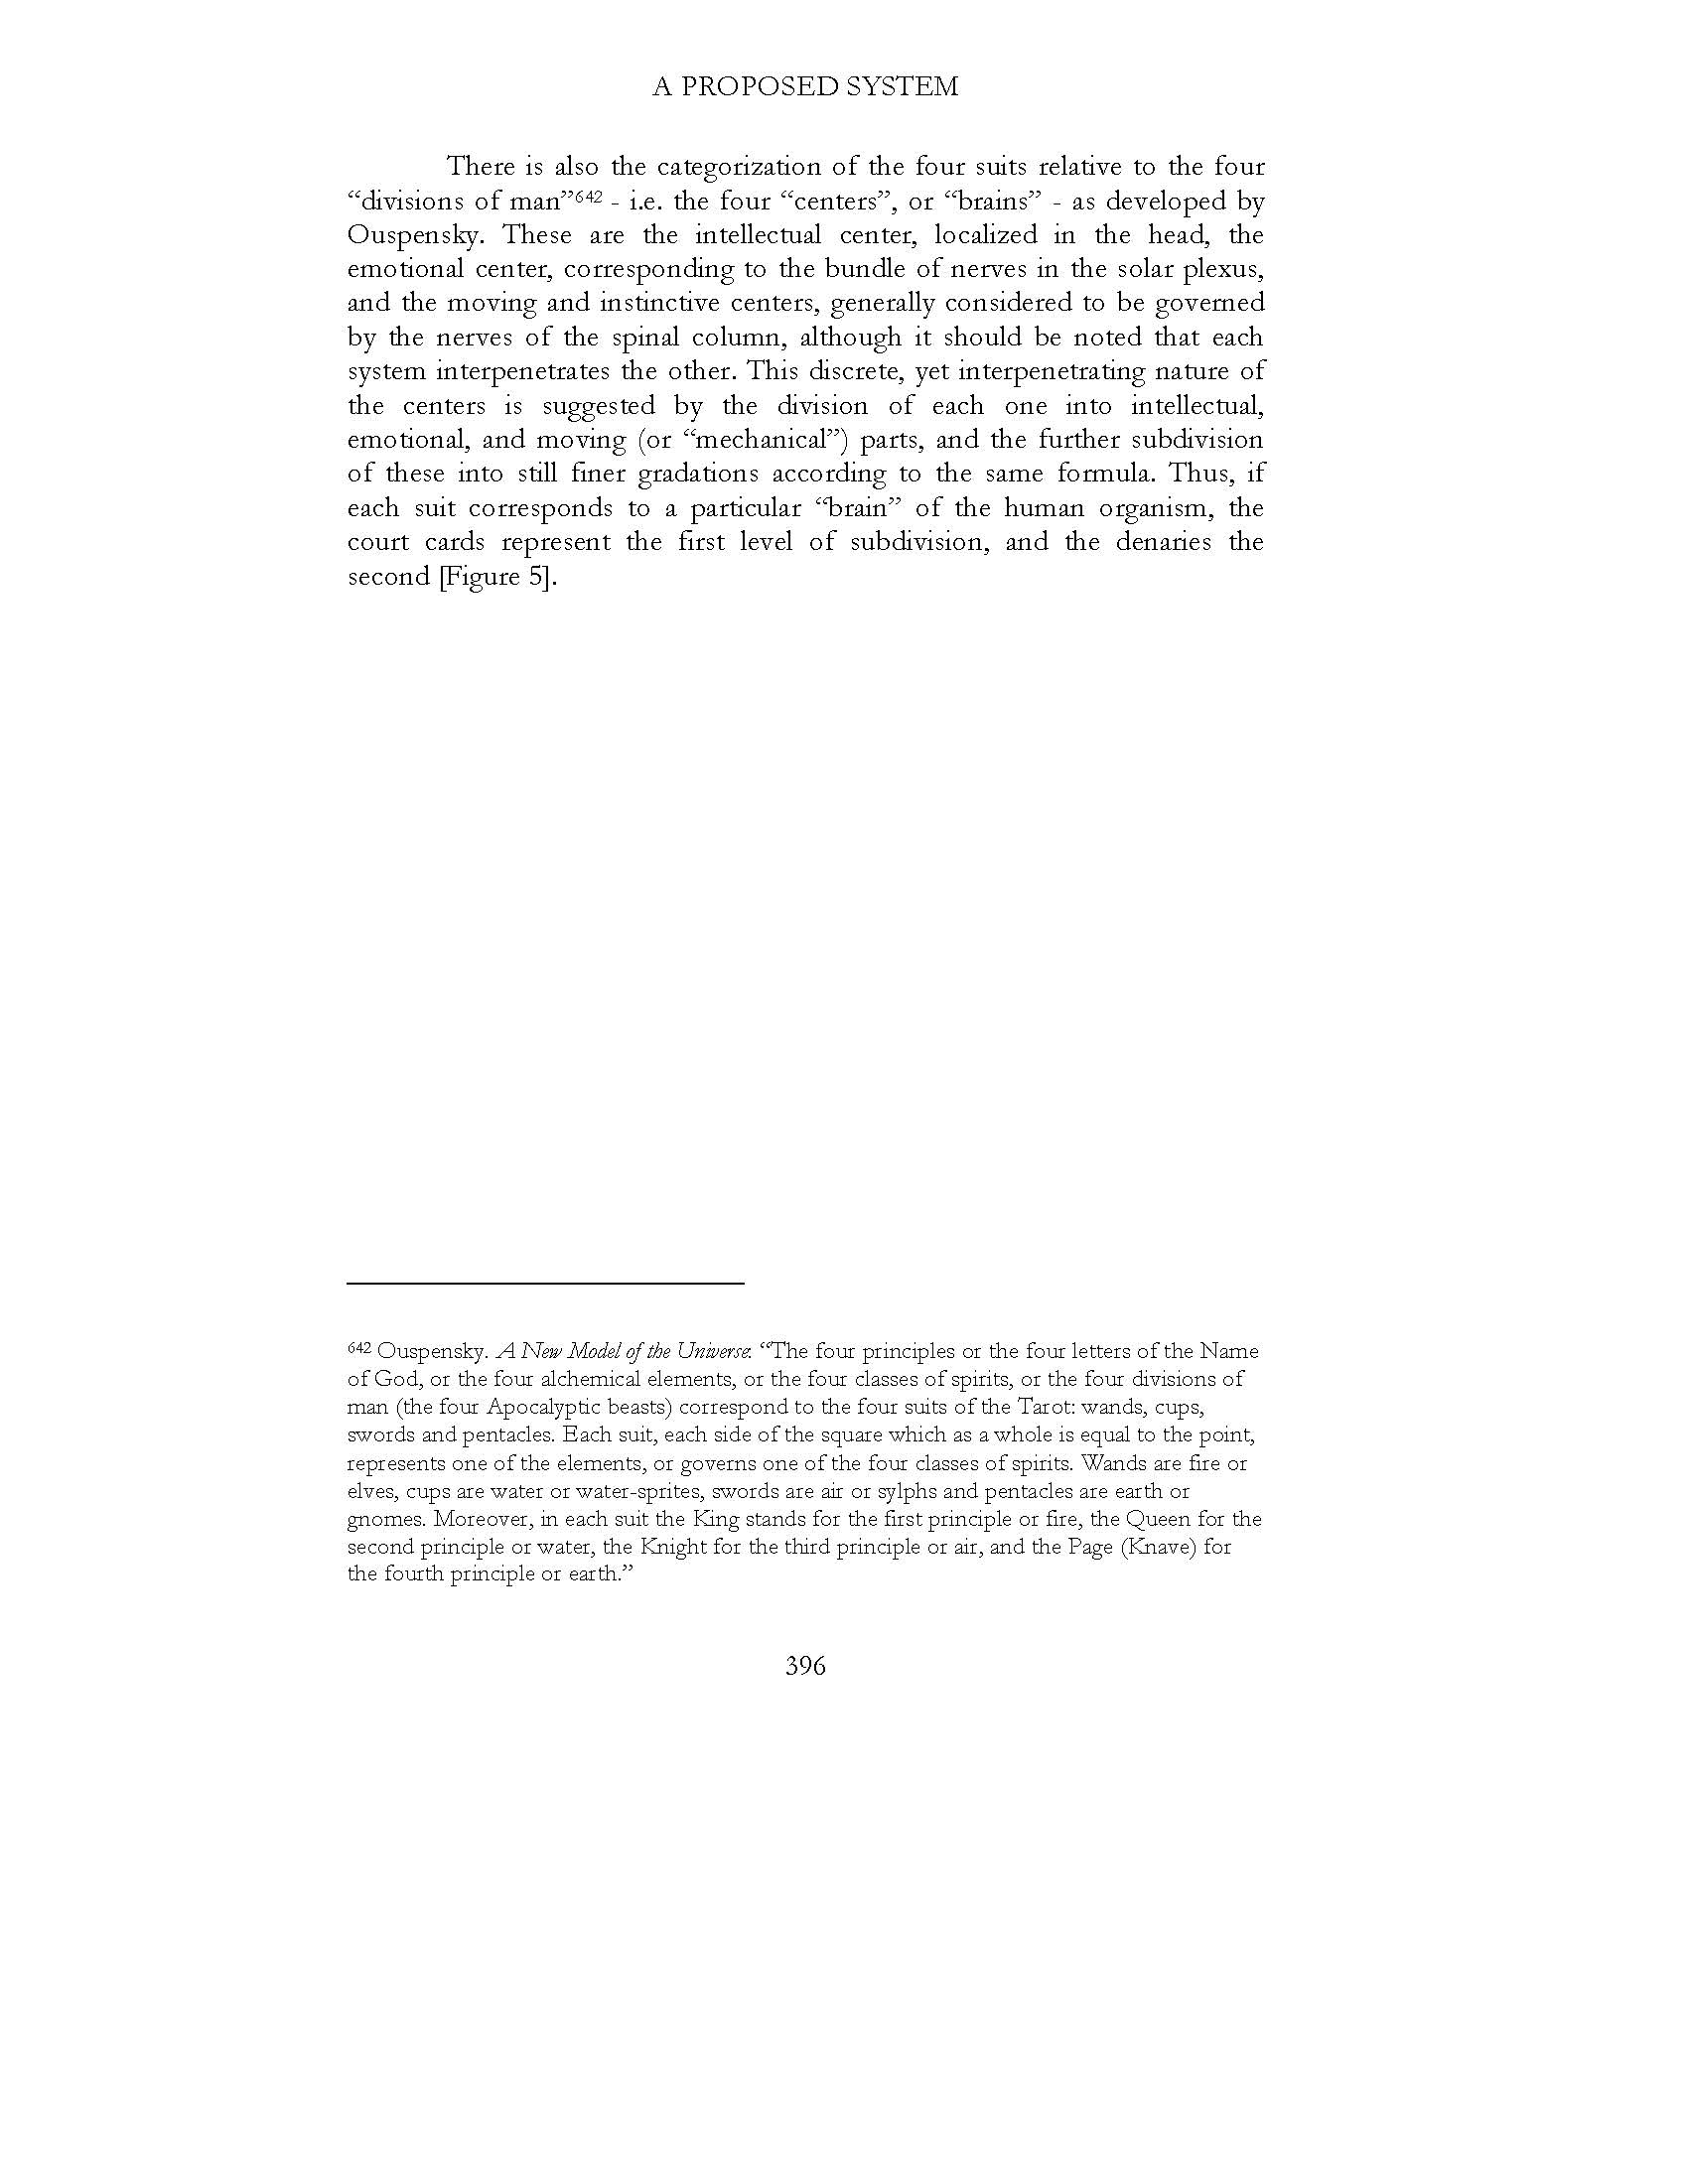 A PROPOSED SYSTEM
There is also the categorization of the four suits relative to the four
“divisions of man”642 - i.e. the four “centers”, or “brains” - as developed by
Ouspensky. These are the intellectual center, localized in the head, the
emotional center, corresponding to the bundle of nerves in the solar plexus,
and the moving and instinctive centers, generally considered to be governed
by the nerves of the spinal column, although it should be noted that each
system interpenetrates the other. This discrete, yet interpenetrating nature of
the centers is suggested by the division of each one into intellectual,
emotional, and moving (or “mechanical”) parts, and the further subdivision
of these into still finer gradations according to the same formula. Thus, if
each suit corresponds to a particular “brain” of the human organism, the
court cards represent the first level of subdivision, and the denaries the
second [Figure 5].
642 Ouspensky. A New Model of the Universe: “The four principles or the four letters of the Name
of God, or the four alchemical elements, or the four classes of spirits, or the four divisions of
man (the four Apocalyptic beasts) correspond to the four suits of the Tarot: wands, cups,
swords and pentacles. Each suit, each side of the square which as a whole is equal to the point,
represents one of the elements, or governs one of the four classes of spirits. Wands are fire or
elves, cups are water or water-sprites, swords are air or sylphs and pentacles are earth or
gnomes. Moreover, in each suit the King stands for the first principle or fire, the Queen for the
second principle or water, the Knight for the third principle or air, and the Page (Knave) for
the fourth principle or earth.”
396